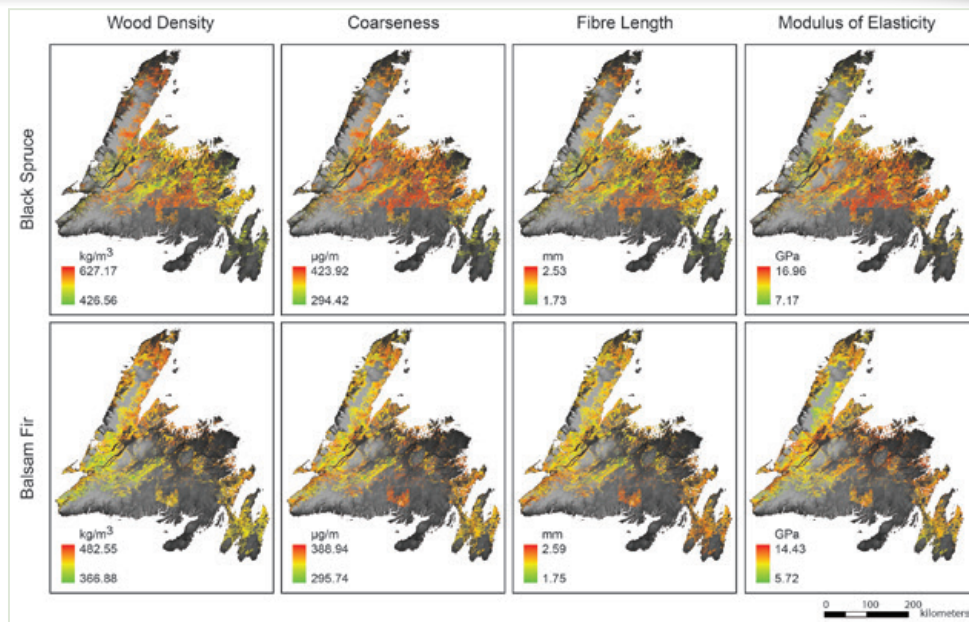 Wood Density
Coarseness
Fibre Length
Modulus of Elasticity
Black Spruce
kg/m³
627.17
426.56
µg/m
423.92
294.42
mm
2.53
1.73
GPa
16.96
7.17
Balsam Fir
kg/m³
482.55
366.88
µg/m
388.94
295.74
mm
2.59
1.75
GPa
14.43
5.72
0 100 200
kilometers